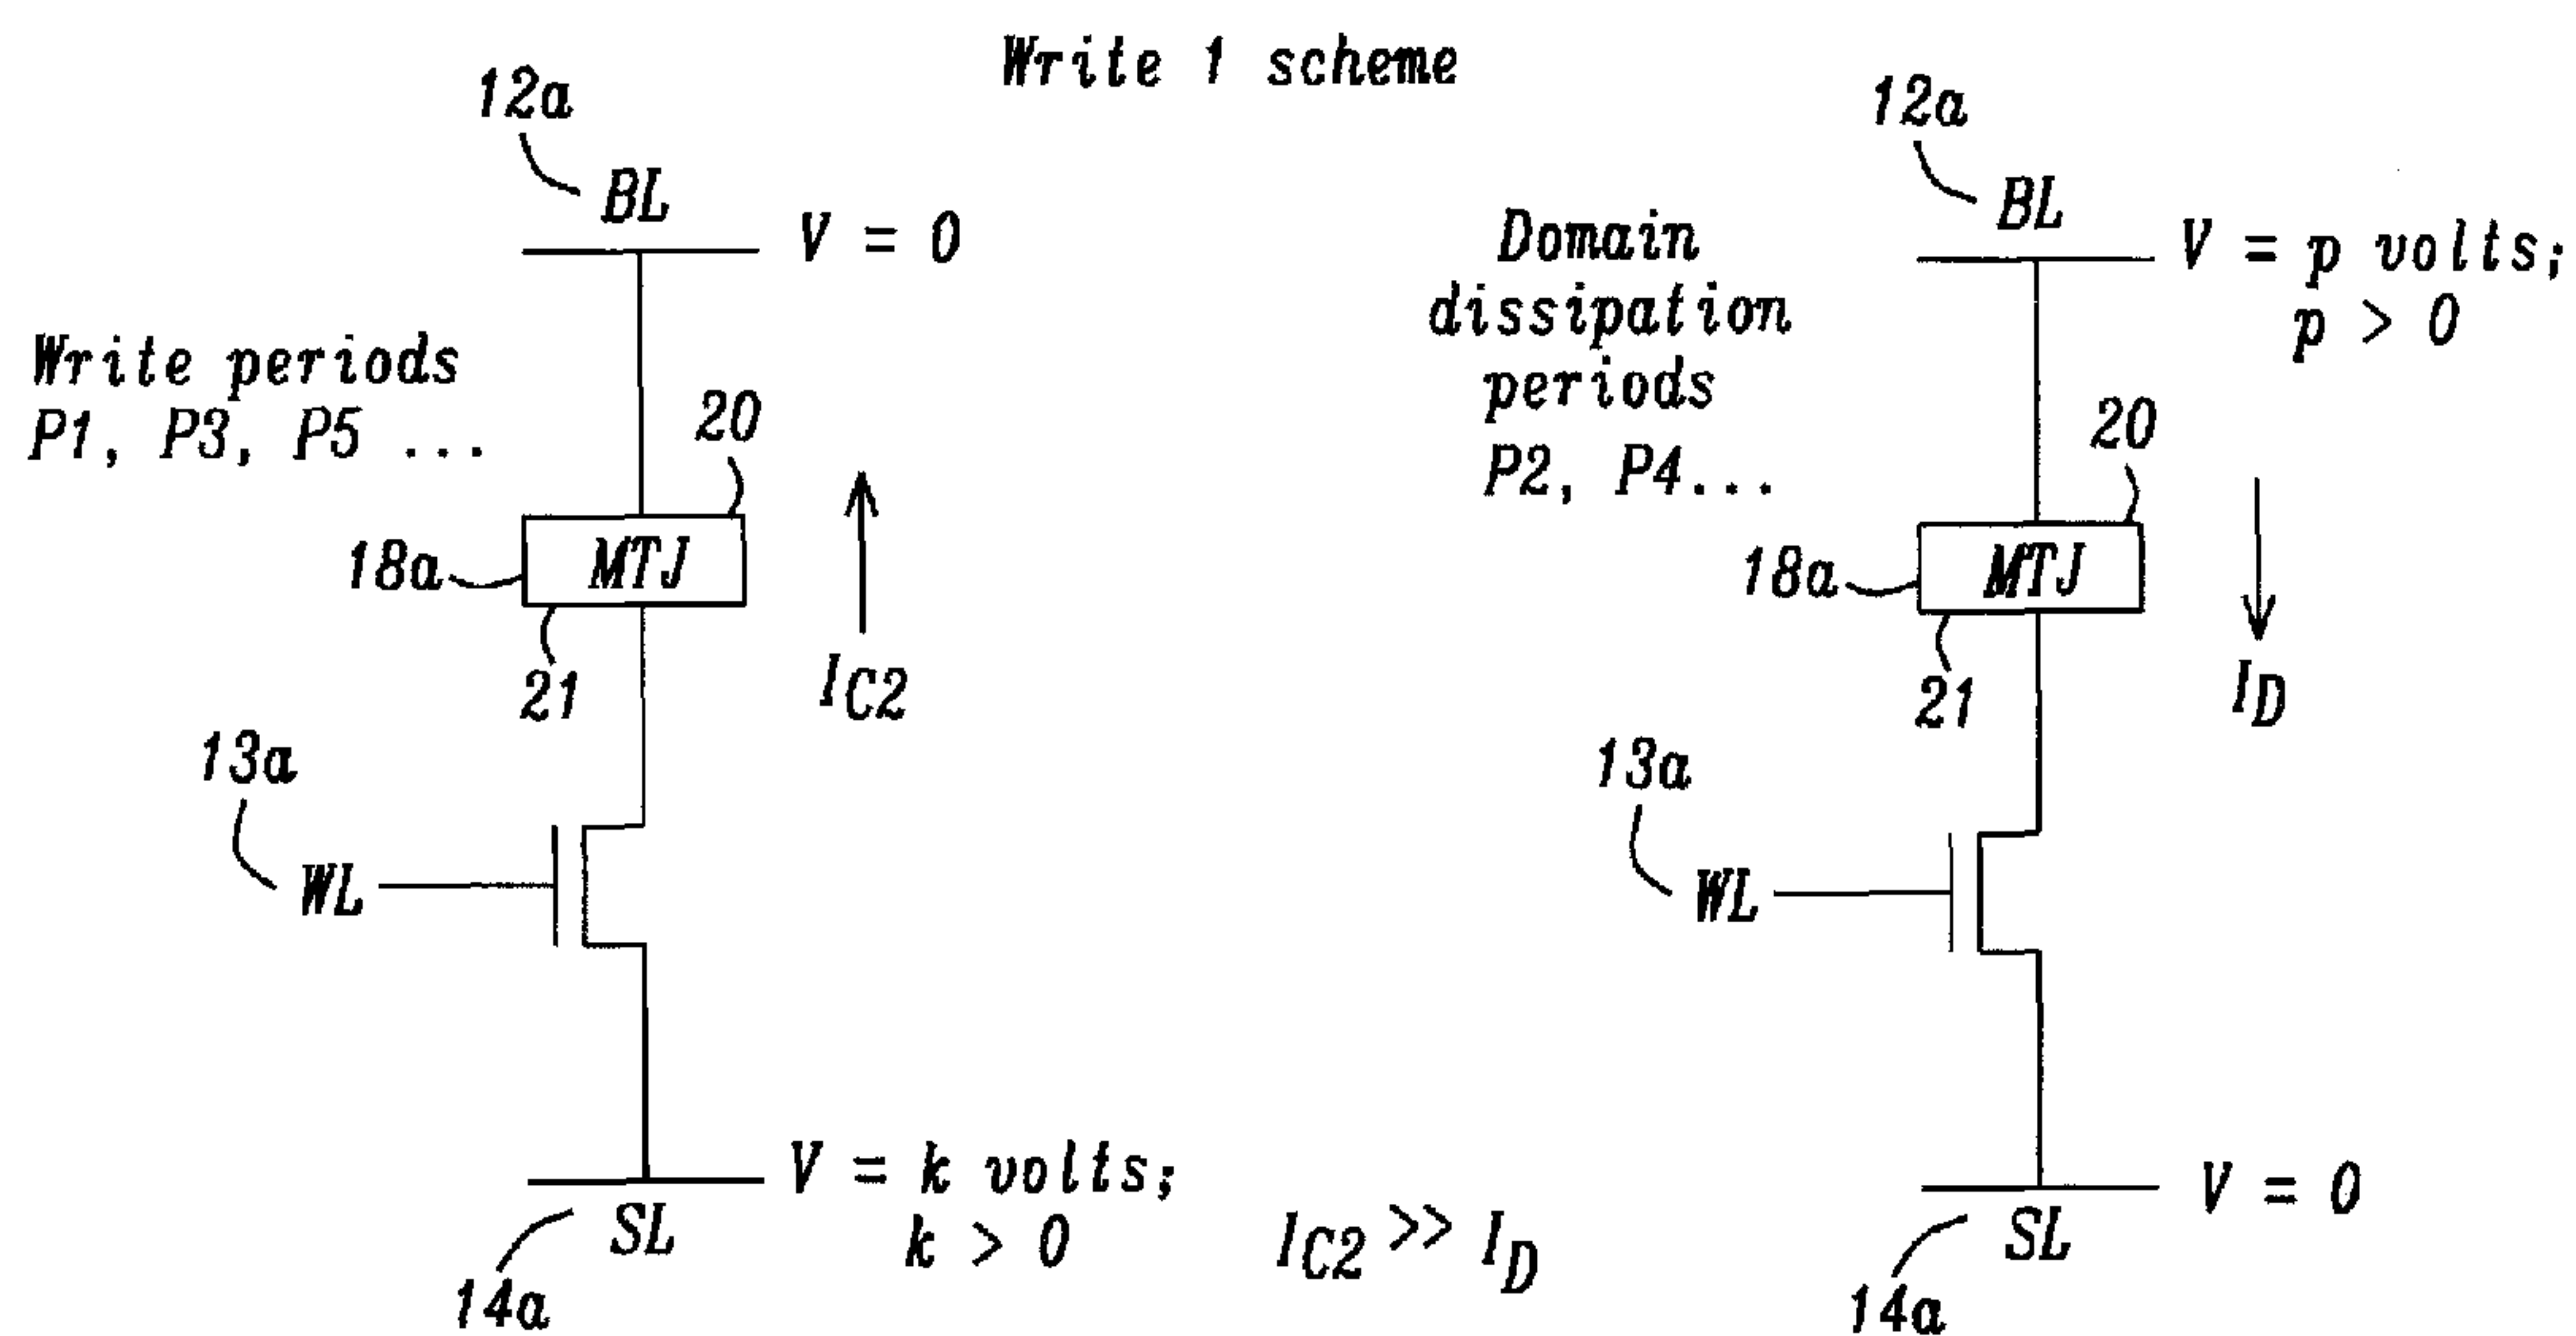 Write 1 scheme
12a
BL
V = 0
Write periods
P1, P3, P5 ...
20
18a
MTJ
21
I_C2
13a
WL
V = k volts;
k > 0
SL
14a
I_C2 >> I_D
12a
BL
V = p volts;
p > 0
Domain
dissipation
periods
P2, P4...
20
18a
MTJ
21
I_D
13a
WL
V = 0
SL
14a